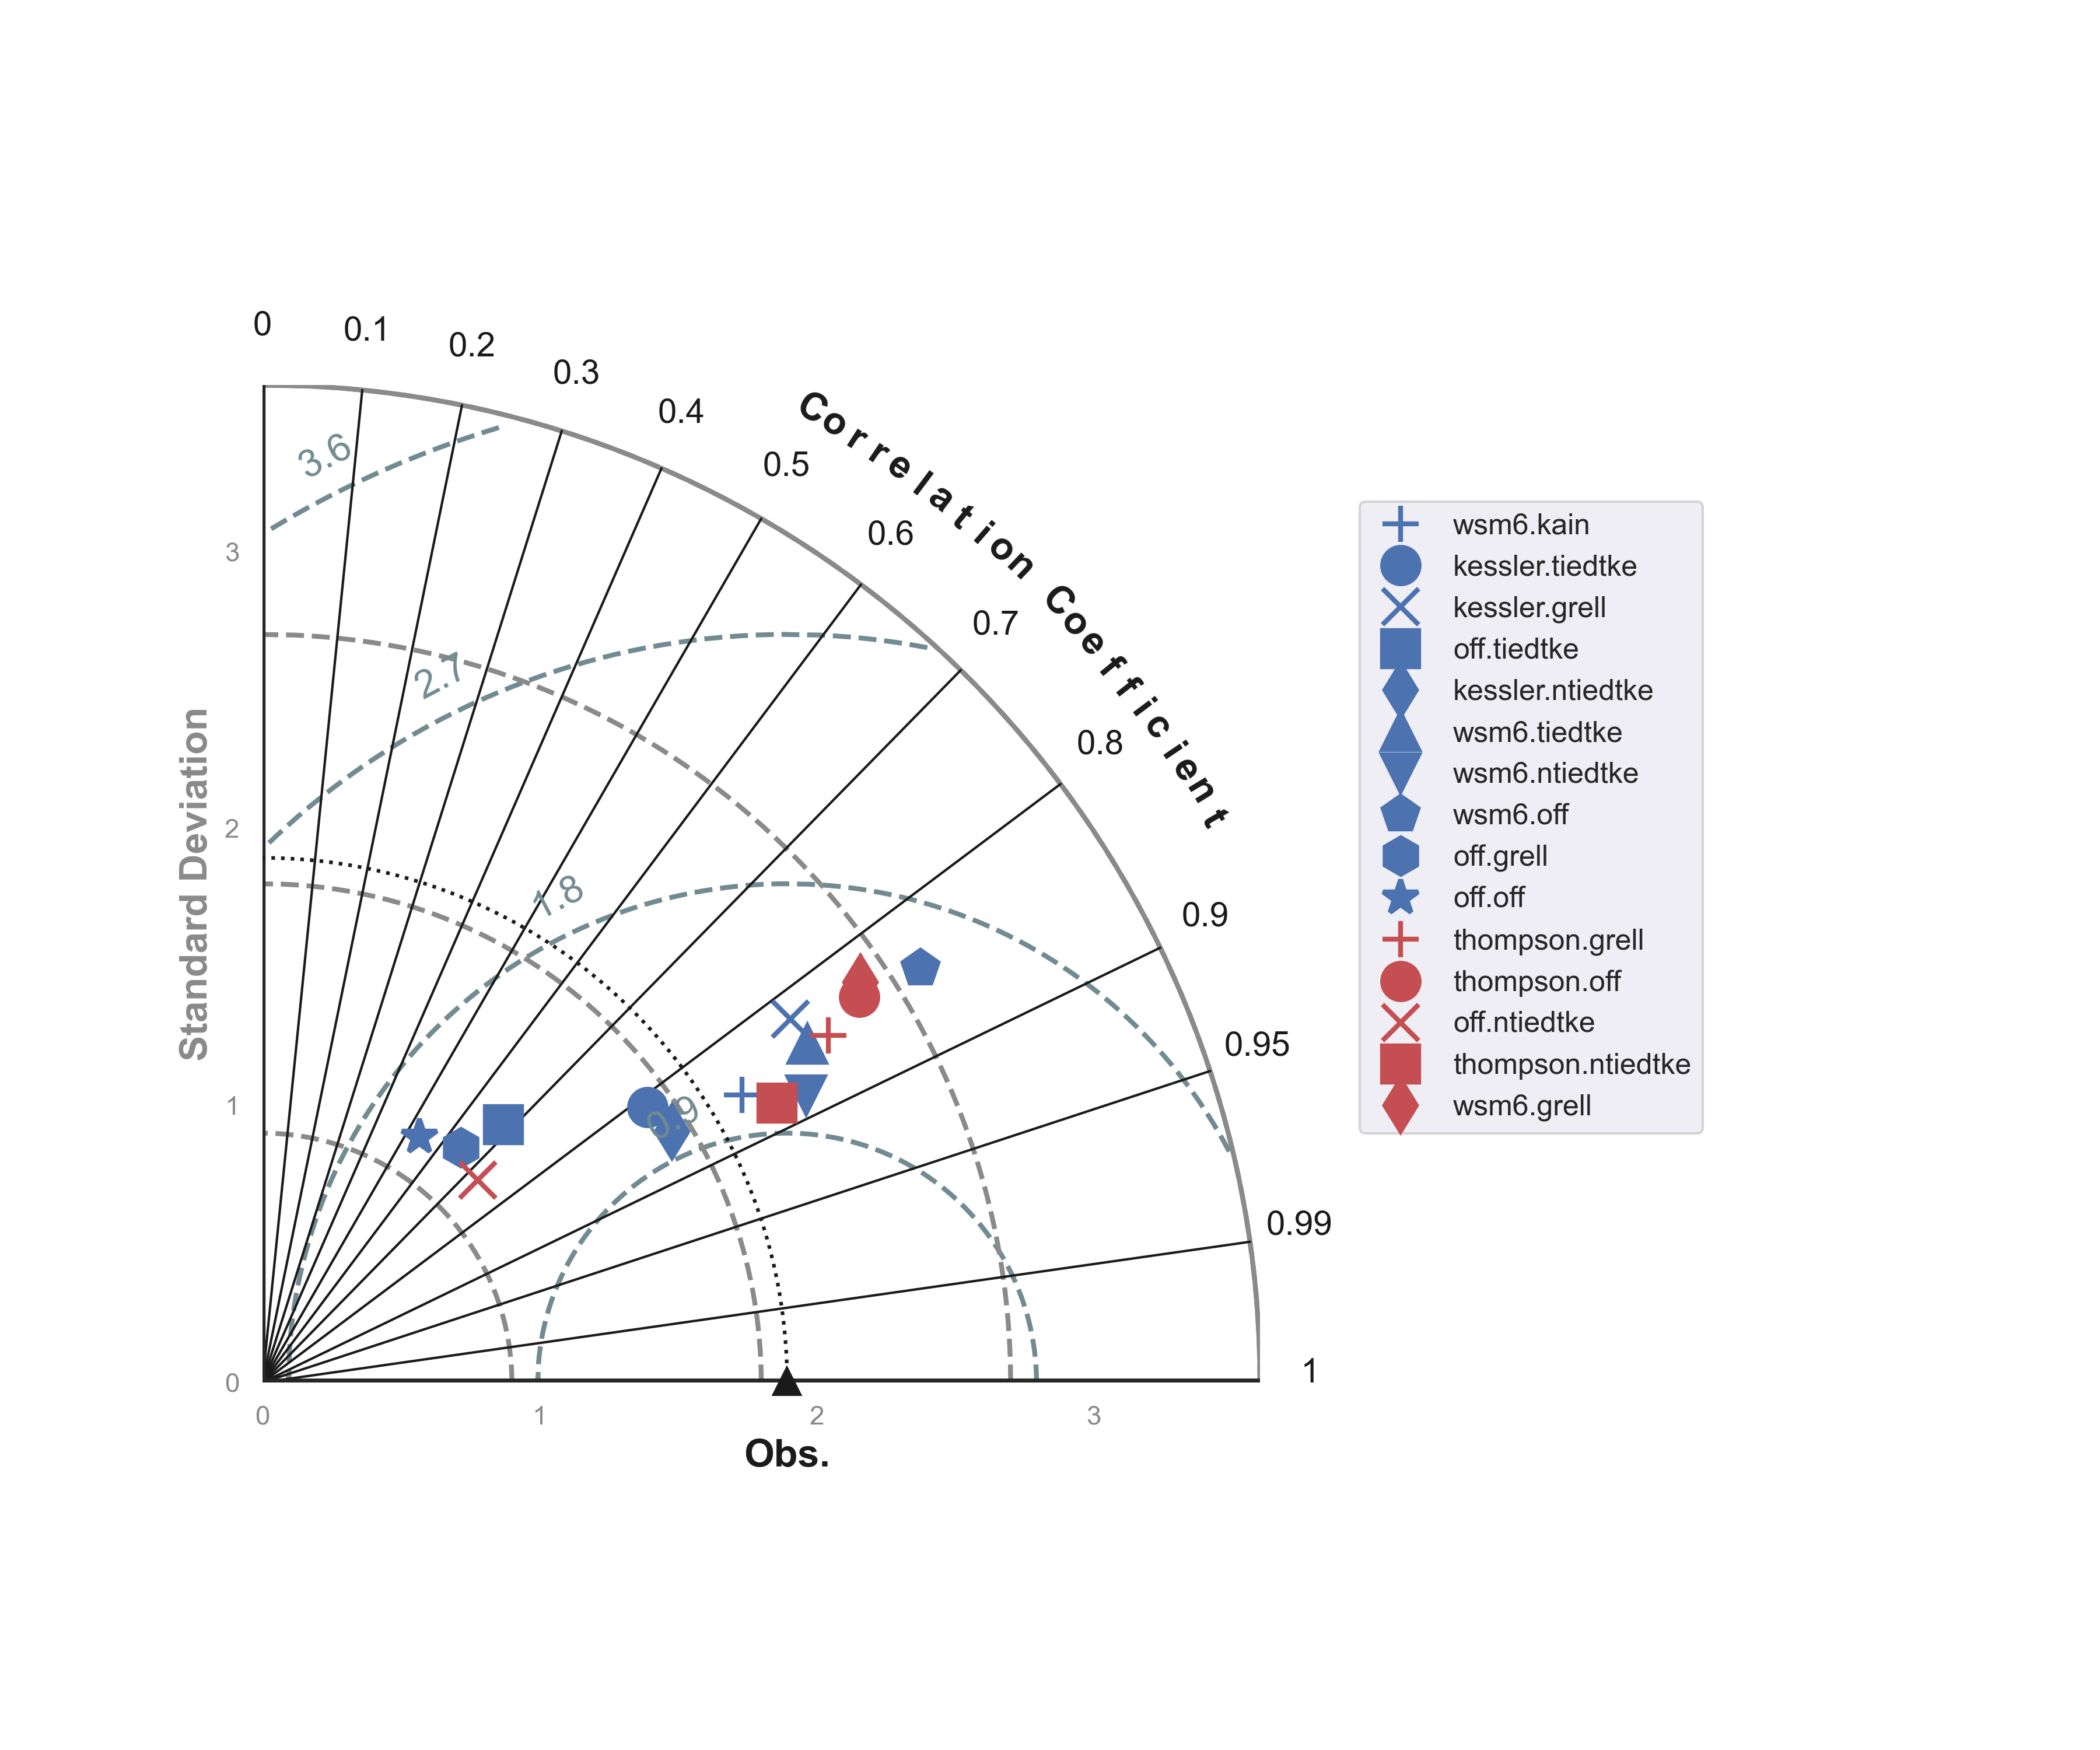 0
0.1
0.2
0.3
0.4
0.5
0.6
0.7
0.8
0.9
0.95
0.99
1
Correlation Coefficient
3.6
2.7
1.8
0.9
Standard Deviation
3
2
1
0
0
1
2
3
Obs.
wsm6.kain
kessler.tiedtke
kessler.grell
off.tiedtke
kessler.ntiedtke
wsm6.tiedtke
wsm6.ntiedtke
wsm6.off
off.grell
off.off
thompson.grell
thompson.off
off.ntiedtke
thompson.ntiedtke
wsm6.grell